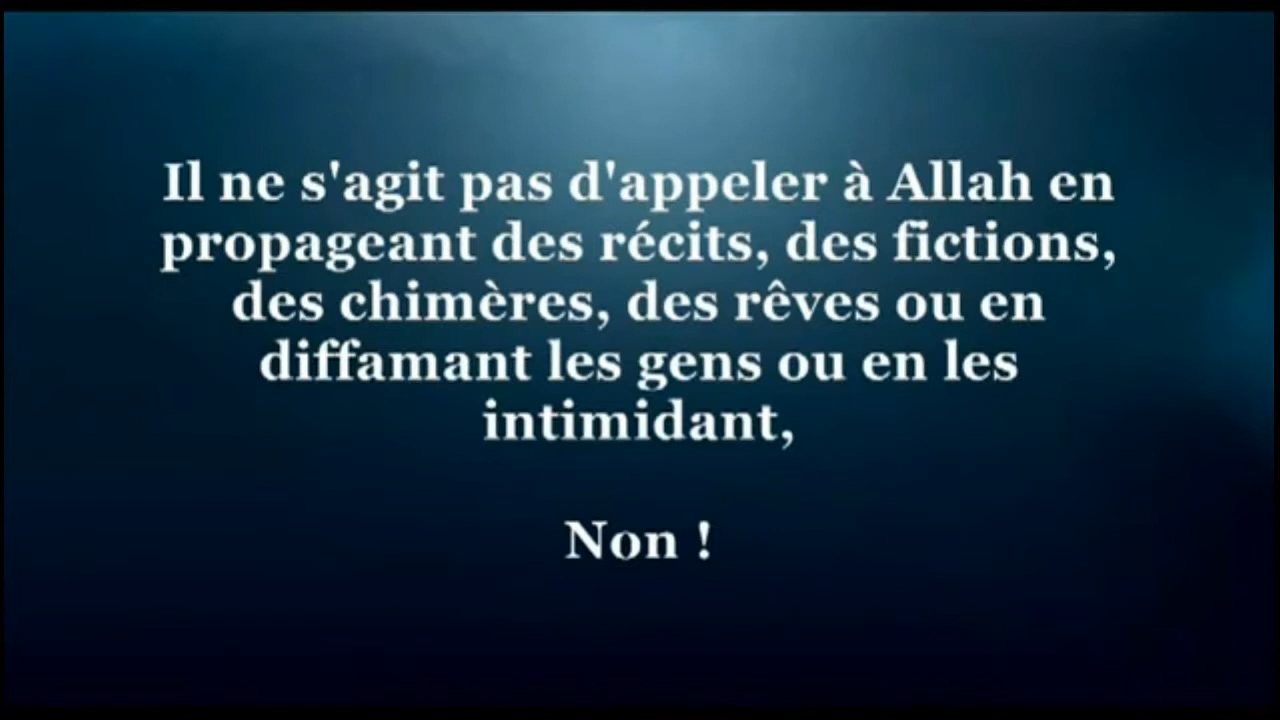 Il ne s'agit pas d'appeler à Allah en
propageant des récits, des fictions,
des chimères, des rêves ou en
diffamant les gens ou en les
intimidant,
Non !